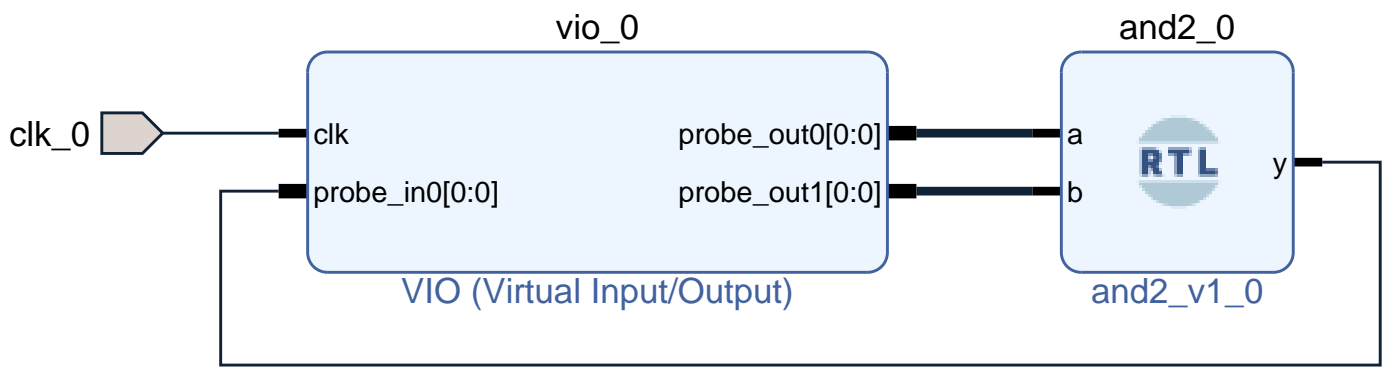 vio_0
and2_0
clk_0
clk
probe_out0[0:0]
a
RTL
y
probe_in0[0:0]
probe_out1[0:0]
b
VIO (Virtual Input/Output)
and2_v1_0